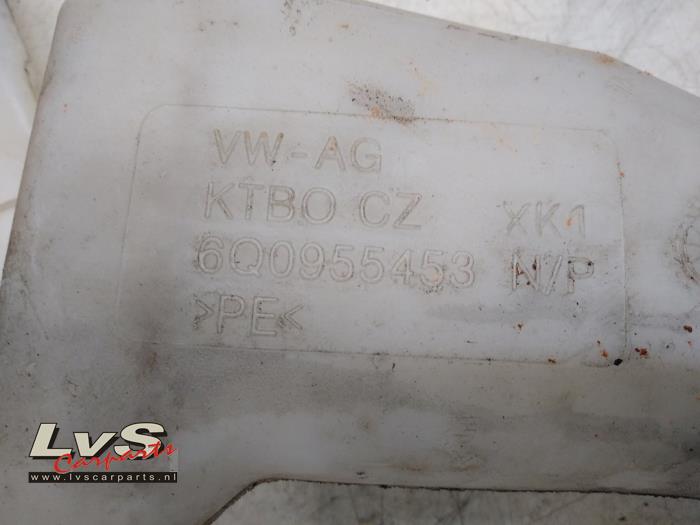 VW-AG
KTBO CZ XK1
6Q0955453 N/P
>PE<
LvS
Carparts
www.lvscarparts.nl